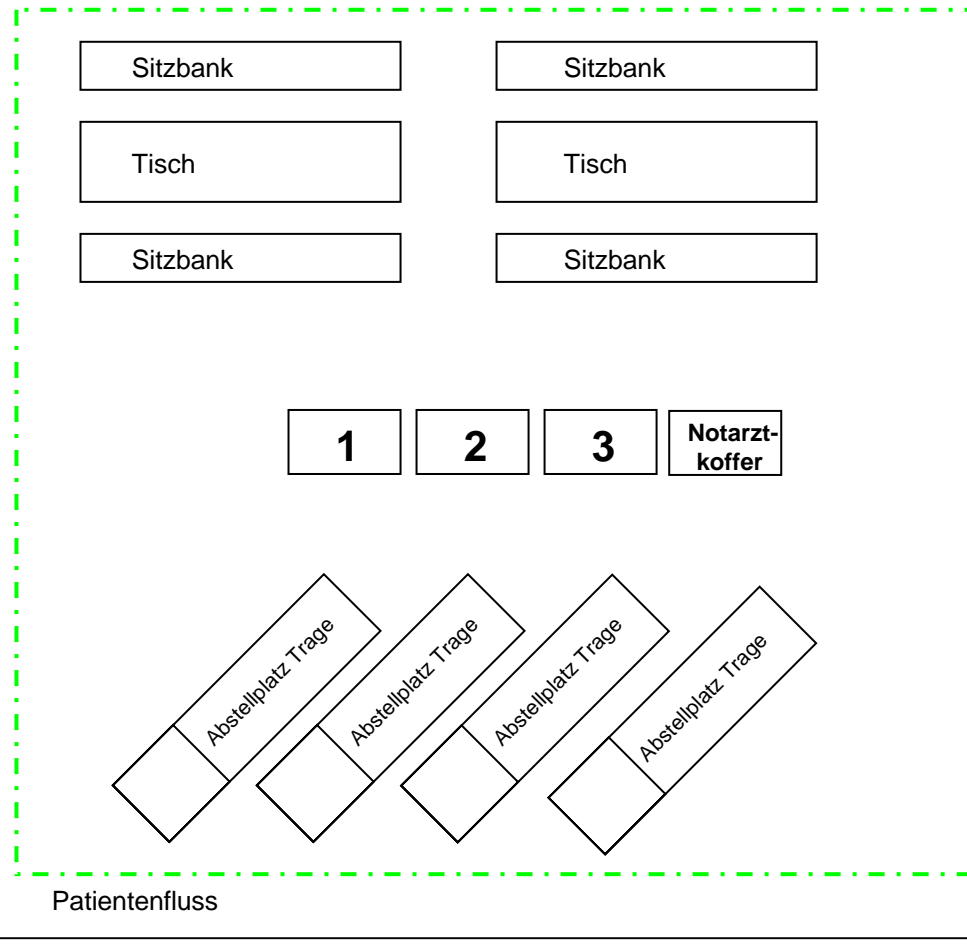 Sitzbank
Sitzbank
Tisch
Tisch
Sitzbank
Sitzbank
1
2
3
Notarzt-
koffer
Abstellplatz Trage
Abstellplatz Trage
Abstellplatz Trage
Abstellplatz Trage
Patientenfluss